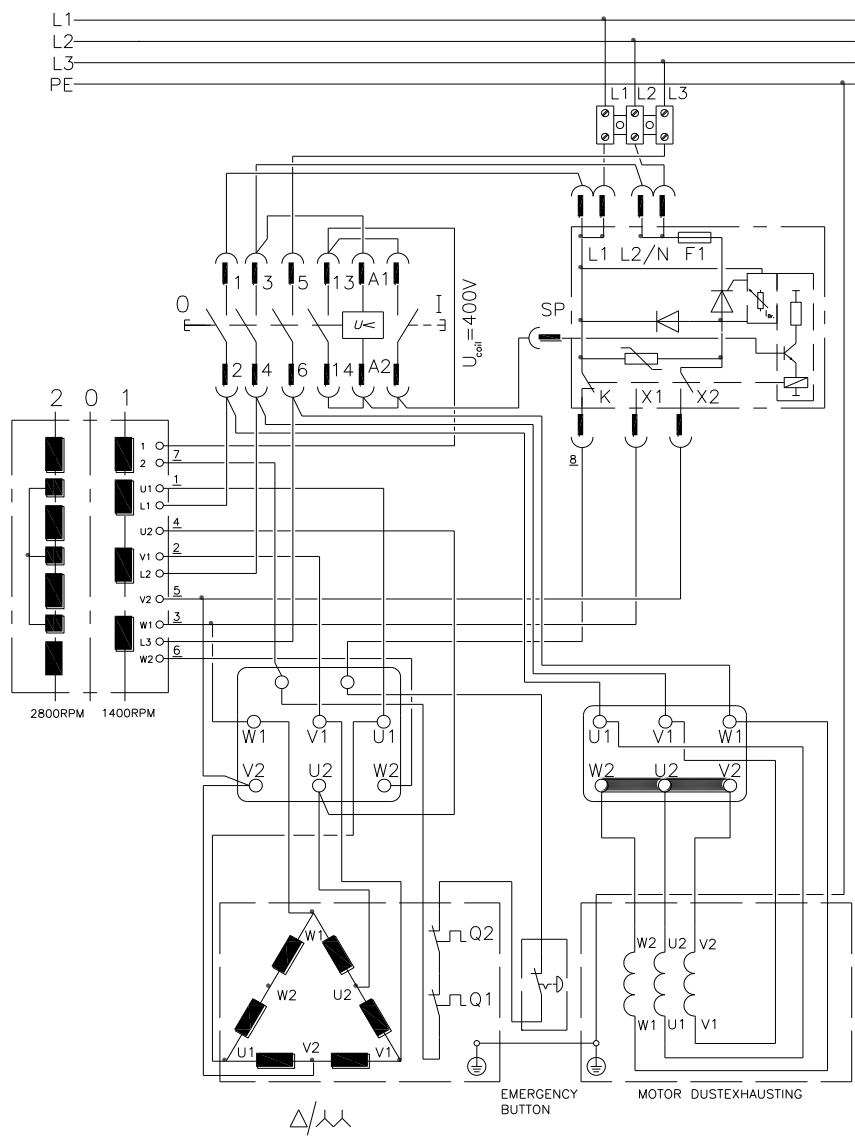 L1
L2
L3
PE
L1 L2 L3
L1 L2/N F1
1 3 5 13 A1
SP
0 I
U<
Ucoil=400V
I Br.
2 4 6 14 A2
K X1 X2
2 0 1
8
1
7
2
1
U1
L1
4
U2
2
V1
L2
5
V2
3
W1
L3
6
W2
2800RPM 1400RPM
W1 V1 U1
V2 U2 W2
U1 V1 W1
W2 U2 V2
W1
Q2
W2 U2 V2
W2 U2
Q1
W1 U1 V1
U1 V2 V1
EMERGENCY
BUTTON
MOTOR DUSTEXHAUSTING
Δ/